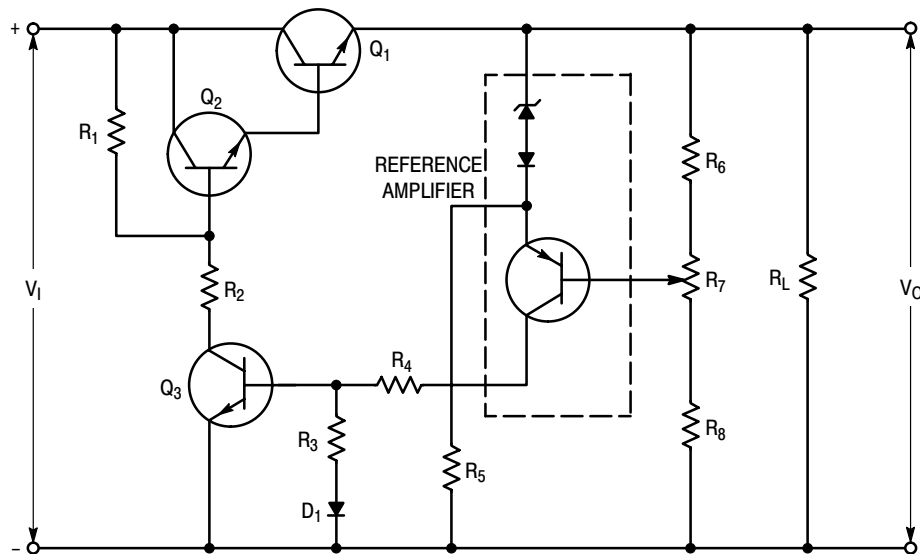 +
Q1
Q2
R1
REFERENCE
AMPLIFIER
R6
VI
R2
R7
RL
VO
R4
Q3
R3
R5
R8
D1
–